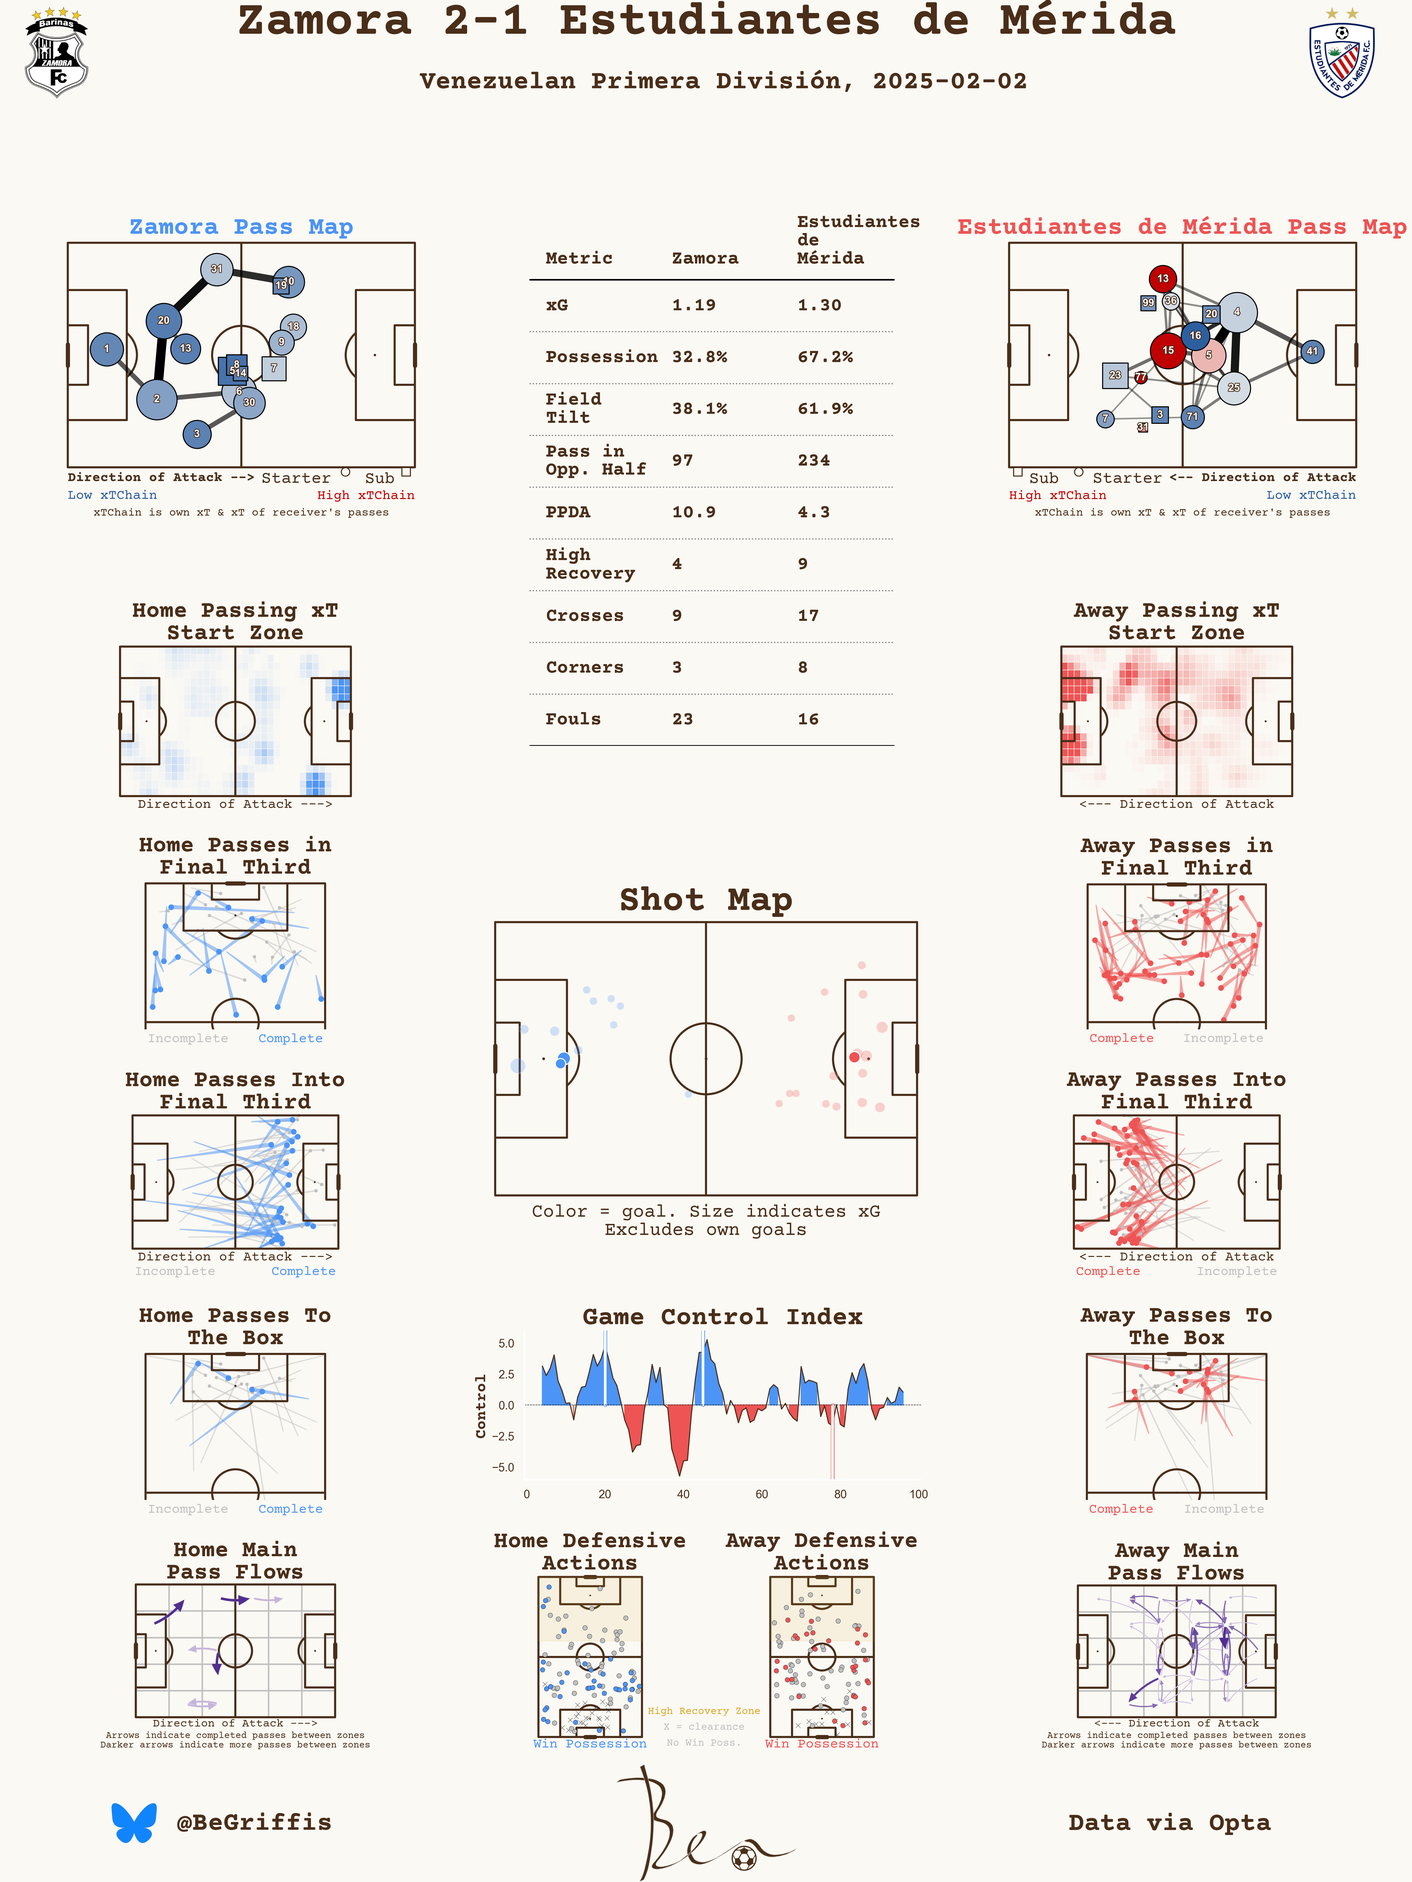 Zamora 2-1 Estudiantes de Mérida
Venezuelan Primera División, 2025-02-02
Barinas
ZAMORA
FC
ESTUDIANTES DE MÉRIDA F.C.
Zamora Pass Map
31
10
19
20
18
9
1
13
7
8
5
14
6
2
30
3
Direction of Attack --> Starter Sub
Low xTChain High xTChain
xTChain is own xT & xT of receiver's passes
Metric Zamora Estudiantes de Mérida
xG 1.19 1.30
Possession 32.8% 67.2%
Field Tilt 38.1% 61.9%
Pass in Opp. Half 97 234
PPDA 10.9 4.3
High Recovery 4 9
Crosses 9 17
Corners 3 8
Fouls 23 16
Estudiantes de Mérida Pass Map
13
99
36
20
4
16
15
5
41
23
77
25
7
3
71
31
Sub Starter <-- Direction of Attack
High xTChain Low xTChain
xTChain is own xT & xT of receiver's passes
Home Passing xT
Start Zone
Direction of Attack --->
Away Passing xT
Start Zone
<--- Direction of Attack
Home Passes in
Final Third
Incomplete Complete
Away Passes in
Final Third
Complete Incomplete
Shot Map
Color = goal. Size indicates xG
Excludes own goals
Home Passes Into
Final Third
Direction of Attack --->
Incomplete Complete
Away Passes Into
Final Third
<--- Direction of Attack
Complete Incomplete
Home Passes To
The Box
Incomplete Complete
Game Control Index
Control
5.0
2.5
0.0
−2.5
−5.0
0 20 40 60 80 100
Away Passes To
The Box
Complete Incomplete
Home Main
Pass Flows
Direction of Attack --->
Arrows indicate completed passes between zones
Darker arrows indicate more passes between zones
Home Defensive
Actions
Win Possession
High Recovery Zone
X = clearance
No Win Poss.
Away Defensive
Actions
Win Possession
Away Main
Pass Flows
<--- Direction of Attack
Arrows indicate completed passes between zones
Darker arrows indicate more passes between zones
@BeGriffis
Ben
Data via Opta